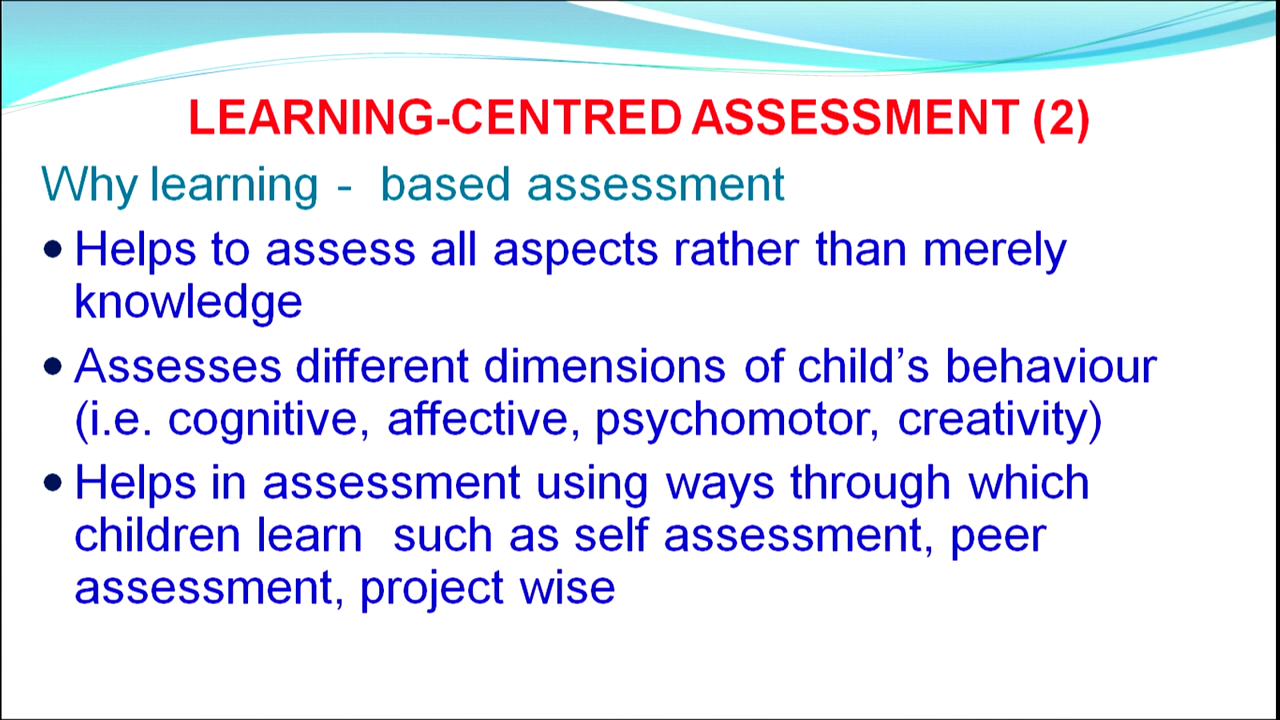 LEARNING-CENTRED ASSESSMENT (2)
Why learning - based assessment
• Helps to assess all aspects rather than merely
knowledge
• Assesses different dimensions of child’s behaviour
(i.e. cognitive, affective, psychomotor, creativity)
• Helps in assessment using ways through which
children learn such as self assessment, peer
assessment, project wise